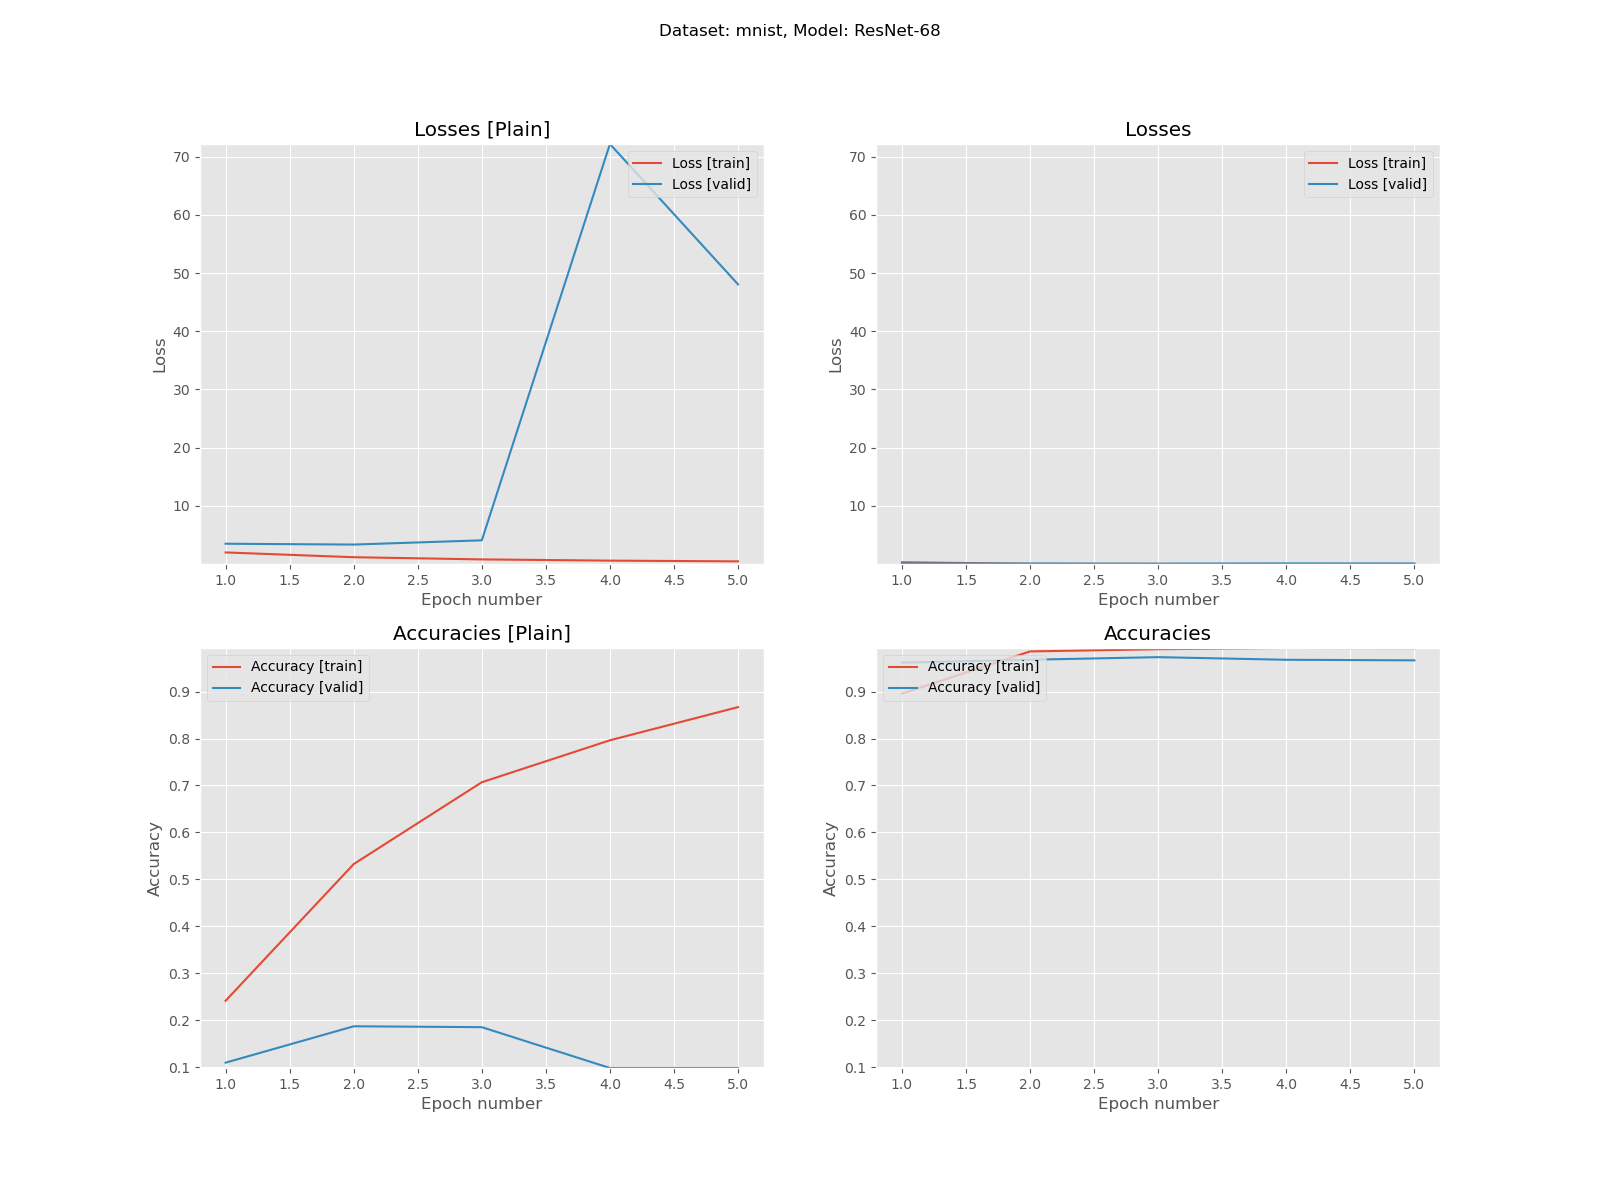 Dataset: mnist, Model: ResNet-68
Losses [Plain]
70
60
50
40
30
20
10
Loss
Loss [train]
Loss [valid]
1.0 1.5 2.0 2.5 3.0 3.5 4.0 4.5 5.0
Epoch number
Losses
70
60
50
40
30
20
10
Loss
Loss [train]
Loss [valid]
1.0 1.5 2.0 2.5 3.0 3.5 4.0 4.5 5.0
Epoch number
Accuracies [Plain]
Accuracy [train]
Accuracy [valid]
0.9
0.8
0.7
0.6
0.5
0.4
0.3
0.2
0.1
Accuracy
1.0 1.5 2.0 2.5 3.0 3.5 4.0 4.5 5.0
Epoch number
Accuracies
Accuracy [train]
Accuracy [valid]
0.9
0.8
0.7
0.6
0.5
0.4
0.3
0.2
0.1
Accuracy
1.0 1.5 2.0 2.5 3.0 3.5 4.0 4.5 5.0
Epoch number